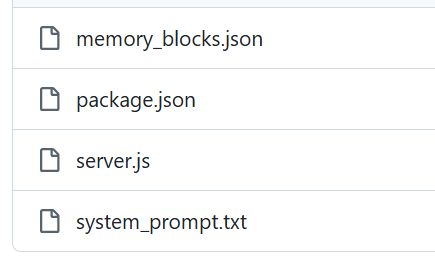 memory_blocks.json
package.json
server.js
system_prompt.txt